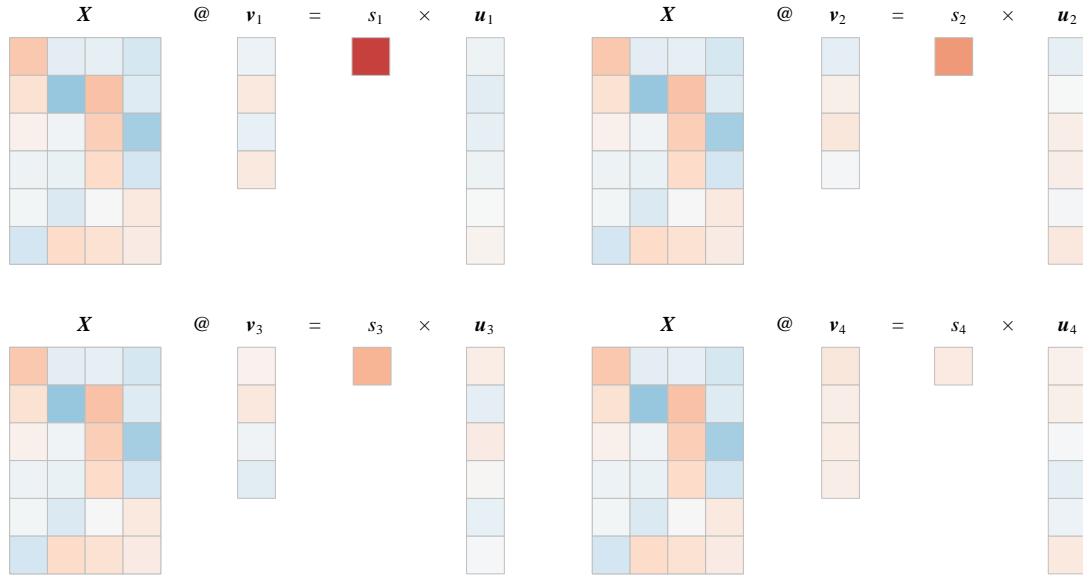 X @ v₁ = s₁ × u₁
X @ v₂ = s₂ × u₂
X @ v₃ = s₃ × u₃
X @ v₄ = s₄ × u₄